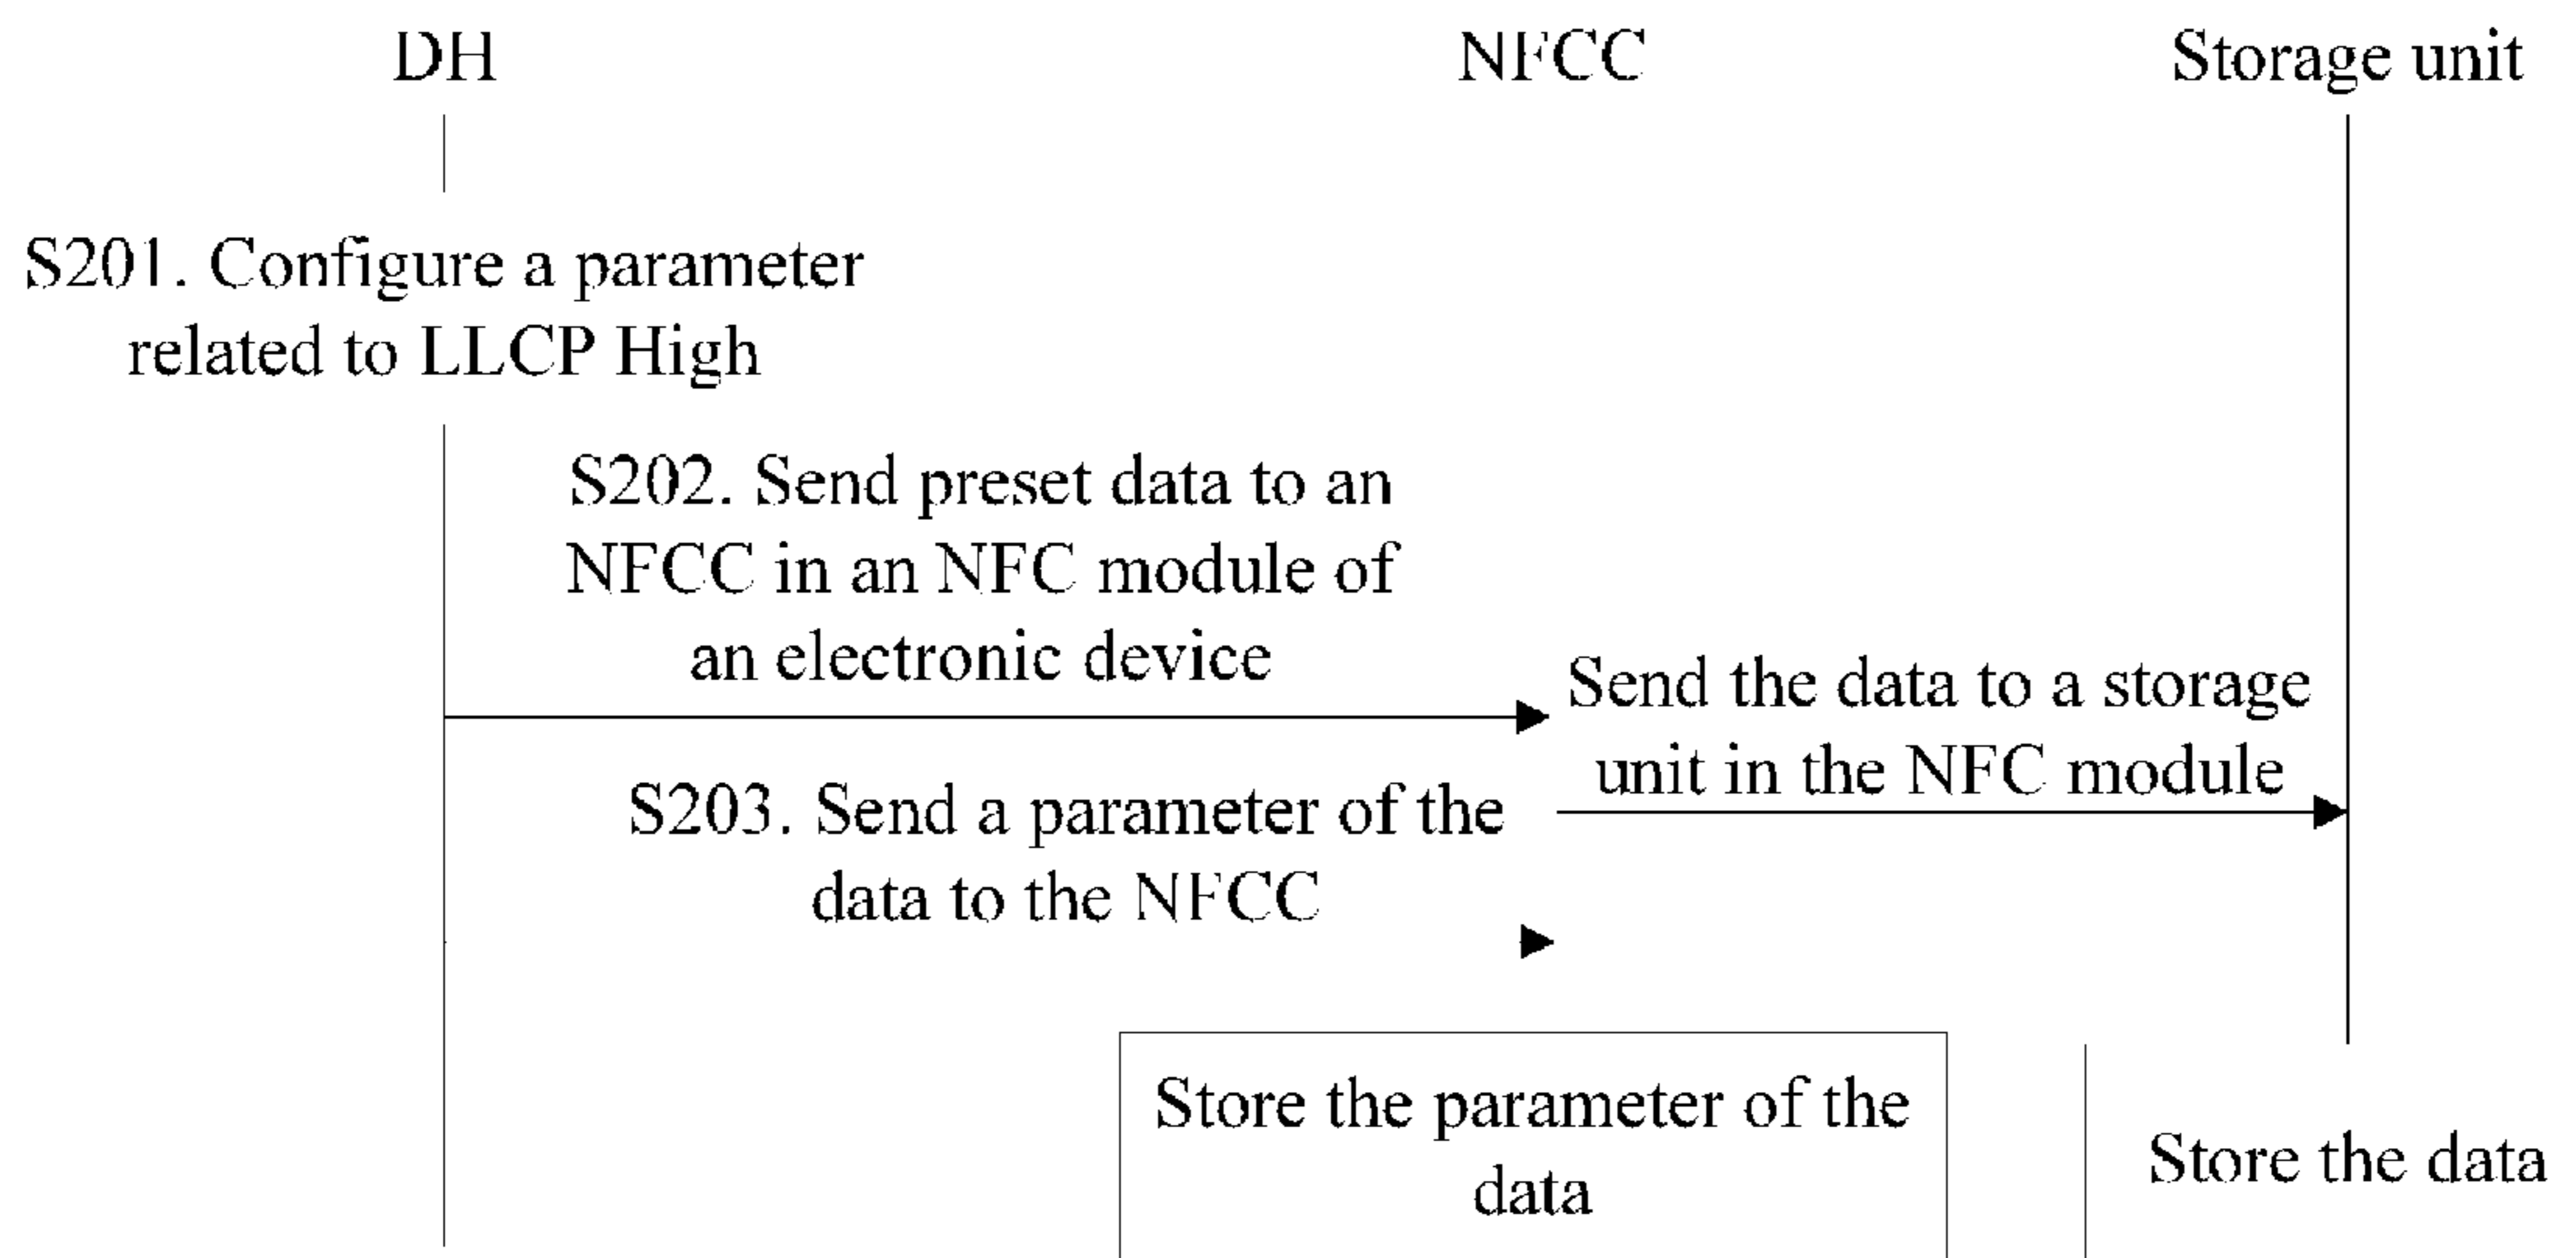 DH
NFCC
Storage unit
S201. Configure a parameter
related to LLCP High
S202. Send preset data to an
NFCC in an NFC module of
an electronic device
Send the data to a storage
unit in the NFC module
S203. Send a parameter of the
data to the NFCC
Store the parameter of the
data
Store the data